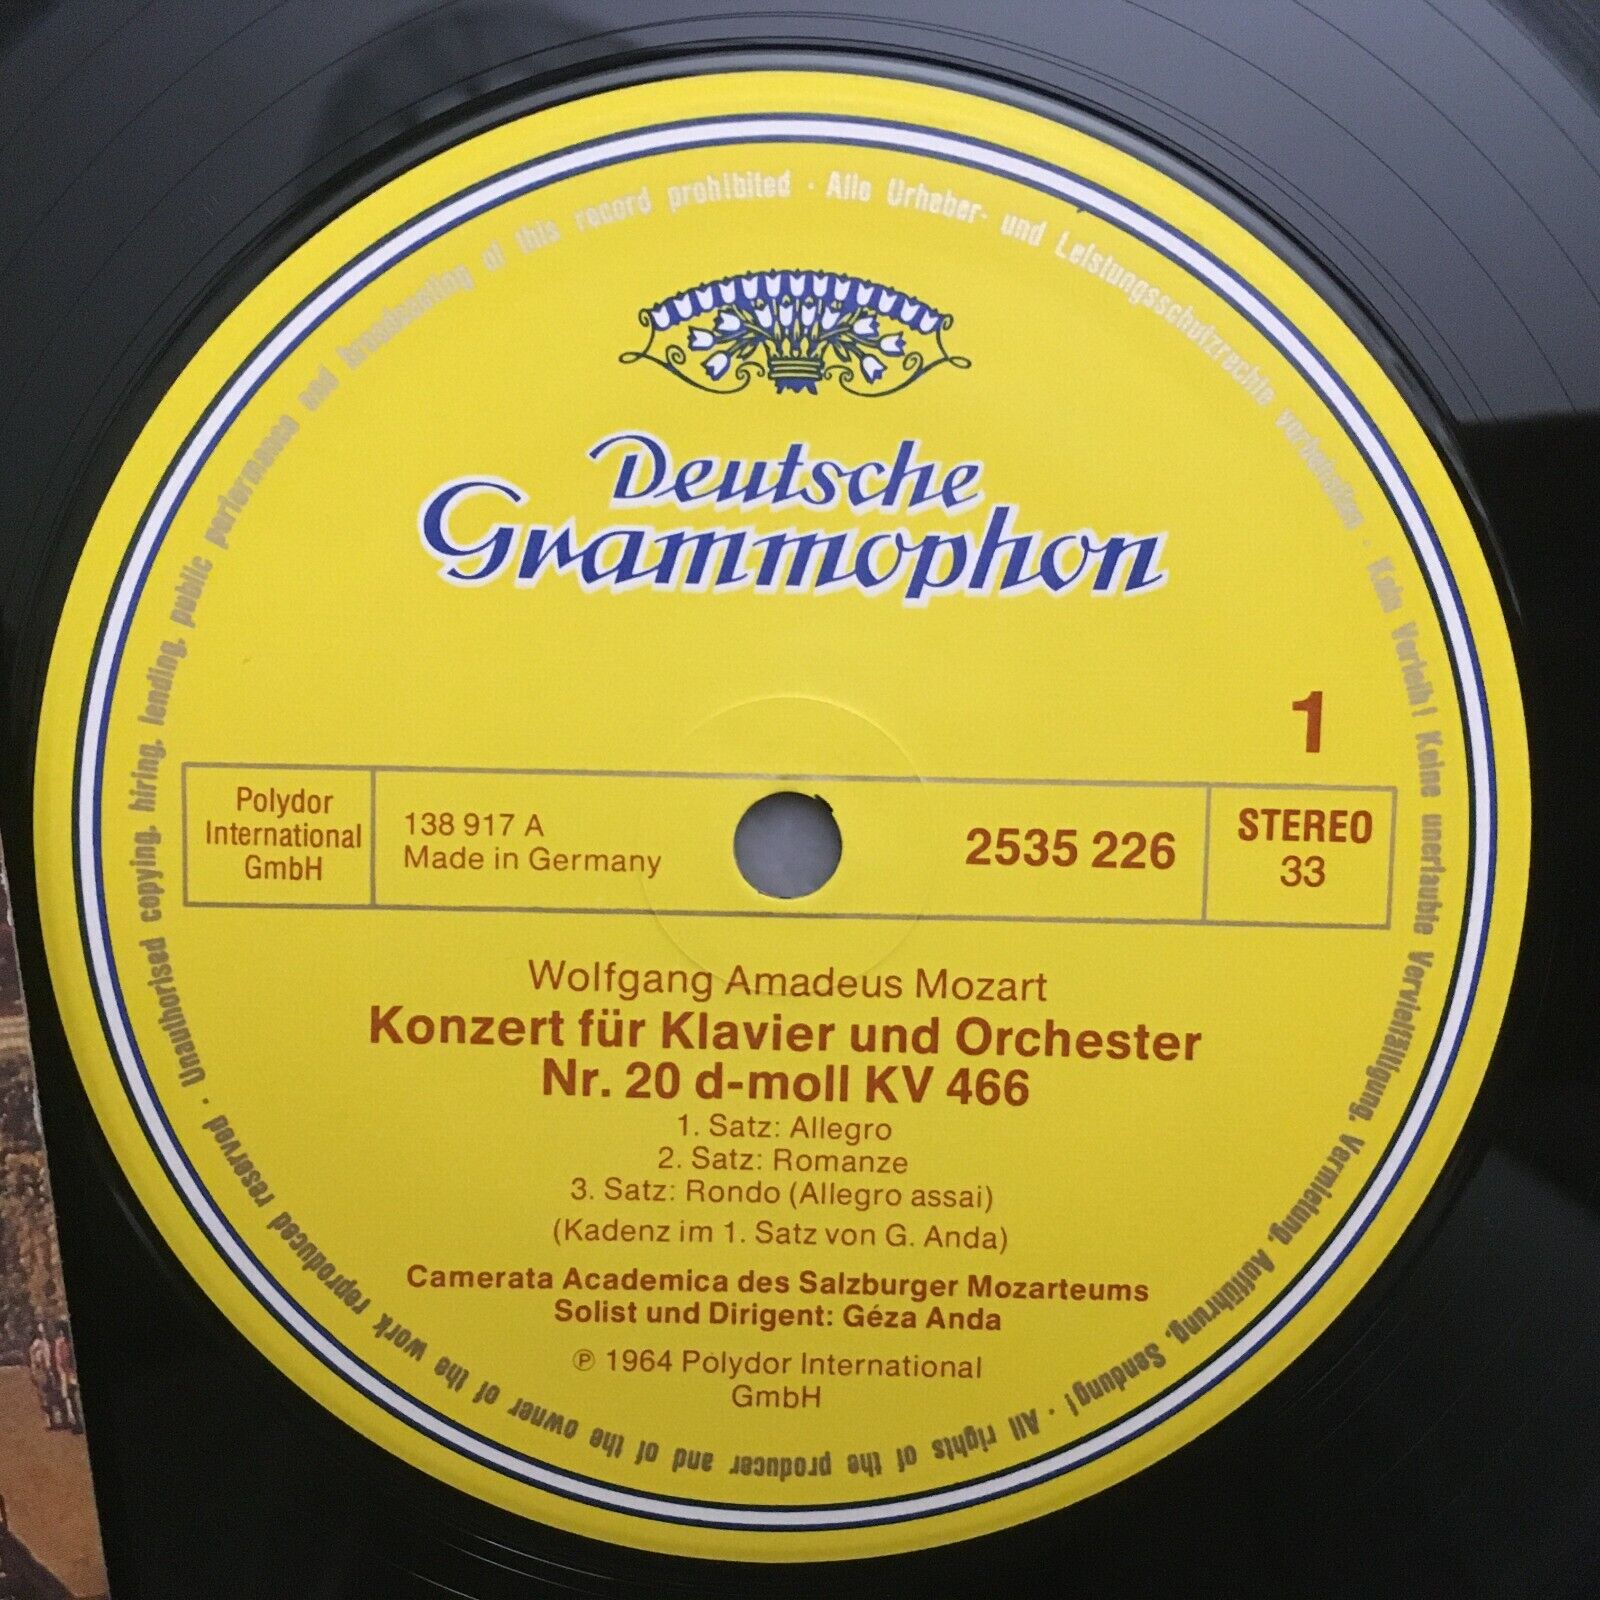 Deutsche
Grammophon
1
Polydor
International
GmbH
138 917 A
Made in Germany
2535 226
STEREO
33
Wolfgang Amadeus Mozart
Konzert für Klavier und Orchester
Nr. 20 d-moll KV 466
1. Satz: Allegro
2. Satz: Romanze
3. Satz: Rondo (Allegro assai)
(Kadenz im 1. Satz von G. Anda)
Camerata Academica des Salzburger Mozarteums
Solist und Dirigent: Géza Anda
℗ 1964 Polydor International
GmbH
Alle Urheber- und Leistungsschutzrechte vorbehalten · Kein Verleih! Keine unerlaubte Vervielfältigung, Vermietung, Aufführung, Sendung! · All rights of the producer and of the owner of the work reproduced reserved · Unauthorised copying, hiring, lending, public performance and broadcasting of this record prohibited ·